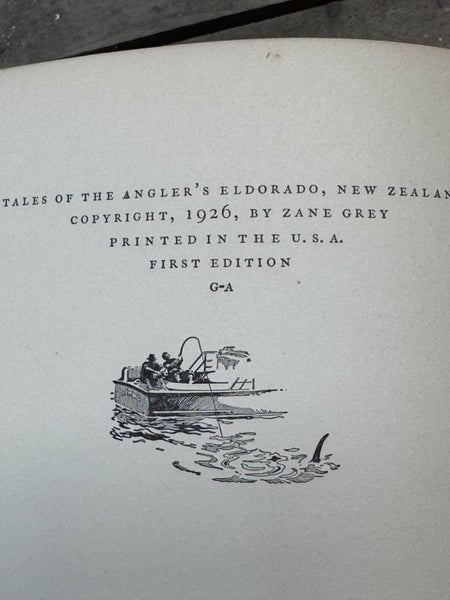 TALES OF THE ANGLER'S ELDORADO, NEW ZEALAN
COPYRIGHT, 1926, BY ZANE GREY
PRINTED IN THE U. S. A.
FIRST EDITION
G-A